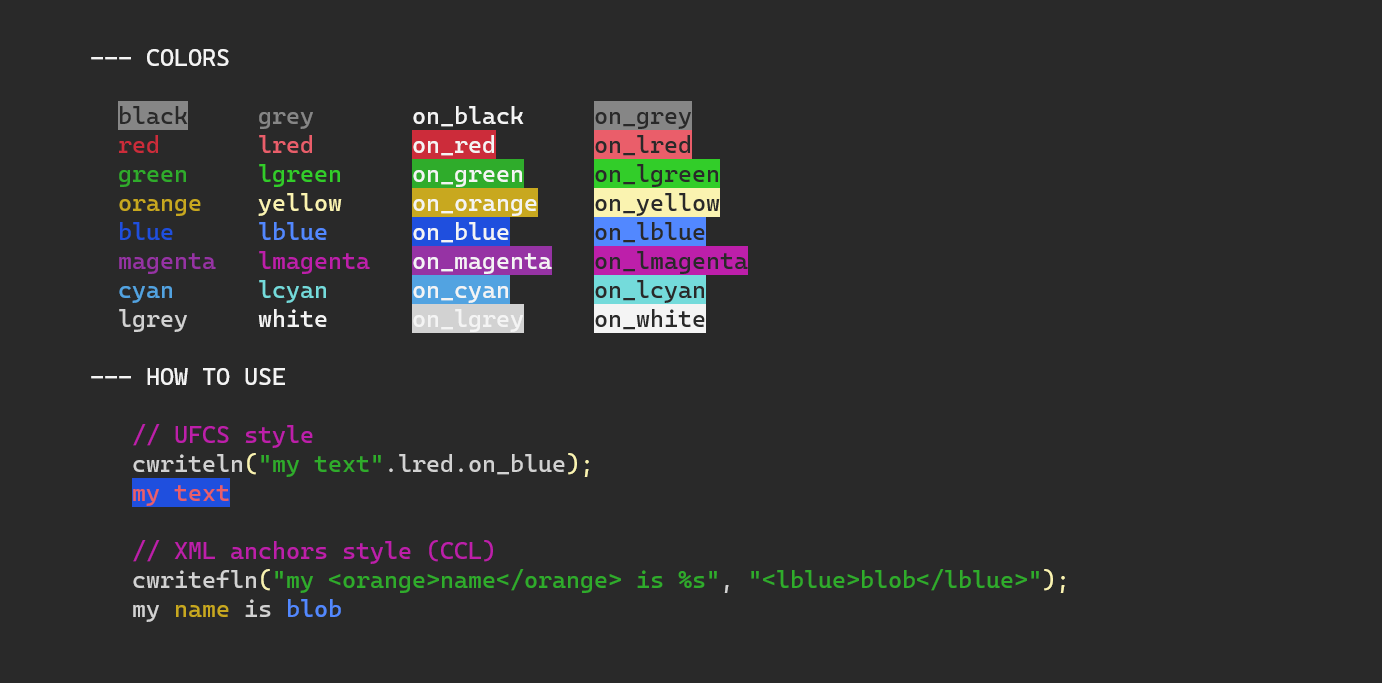 --- COLORS
black grey on_black on_grey
red lred on_red on_lred
green lgreen on_green on_lgreen
orange yellow on_orange on_yellow
blue lblue on_blue on_lblue
magenta lmagenta on_magenta on_lmagenta
cyan lcyan on_cyan on_lcyan
lgrey white on_lgrey on_white
--- HOW TO USE
// UFCS style
cwriteln("my text".lred.on_blue);
my text
// XML anchors style (CCL)
cwritefln("my <orange>name</orange> is %s", "<lblue>blob</lblue>");
my name is blob